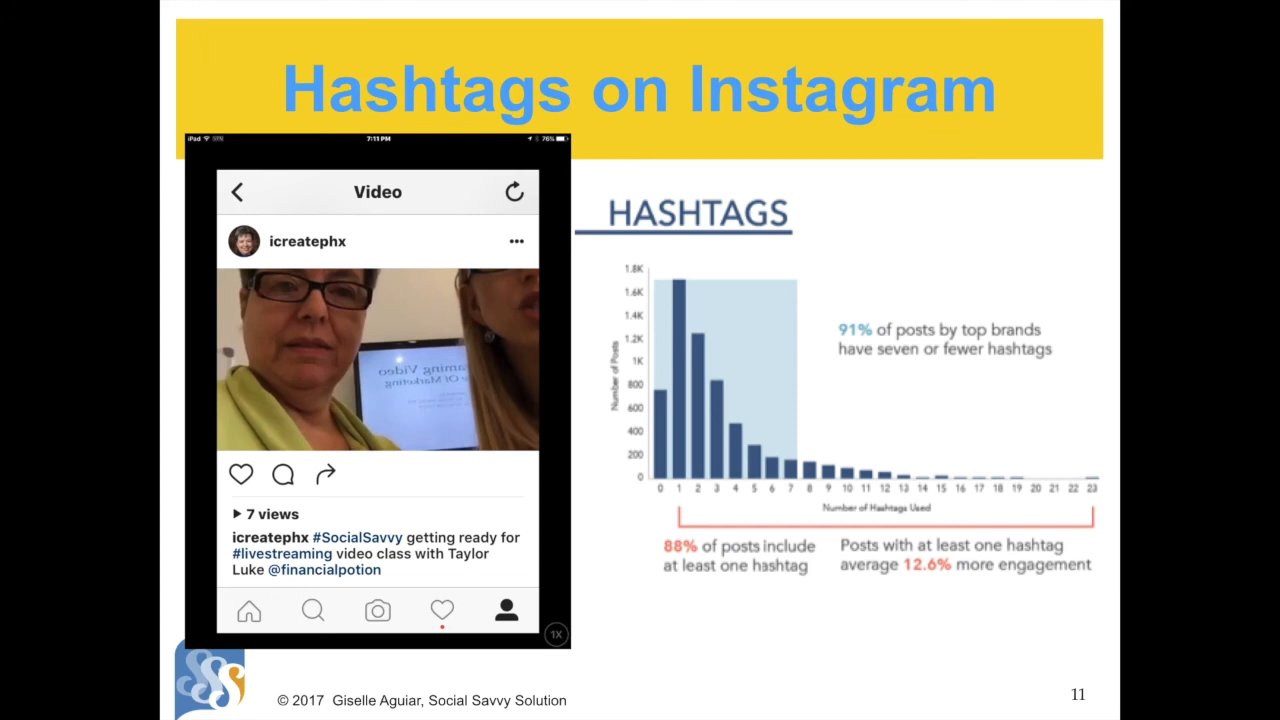 Hashtags on Instagram
iPad
7:11 PM
76%
Video
icreatephx
7 views
icreatephx #SocialSavvy getting ready for
#livestreaming video class with Taylor
Luke @financialpotion
1X
HASHTAGS
Number of Posts
1.8K
1.6K
1.4K
1.2K
1K
800
600
400
200
0
0 1 2 3 4 5 6 7 8 9 10 11 12 13 14 15 16 17 18 19 20 21 22 23
Number of Hashtags Used
91% of posts by top brands
have seven or fewer hashtags
88% of posts include
at least one hashtag
Posts with at least one hashtag
average 12.6% more engagement
© 2017 Giselle Aguiar, Social Savvy Solution
11